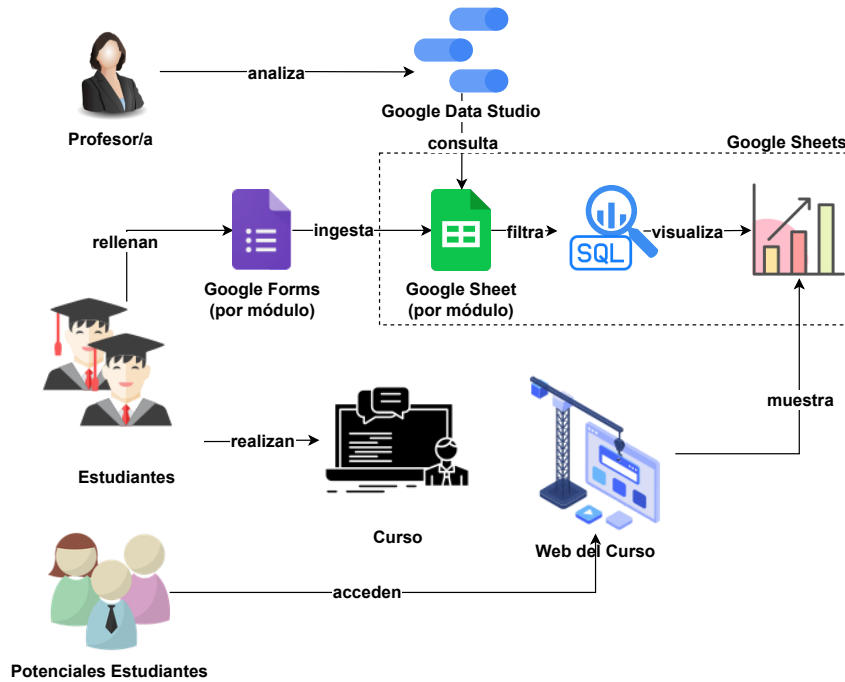 analiza
Profesor/a
Google Data Studio
consulta
Google Sheets
rellenan
ingesta
filtra
SQL
visualiza
Google Forms
(por módulo)
Google Sheet
(por módulo)
muestra
realizan
Estudiantes
Curso
Web del Curso
acceden
Potenciales Estudiantes